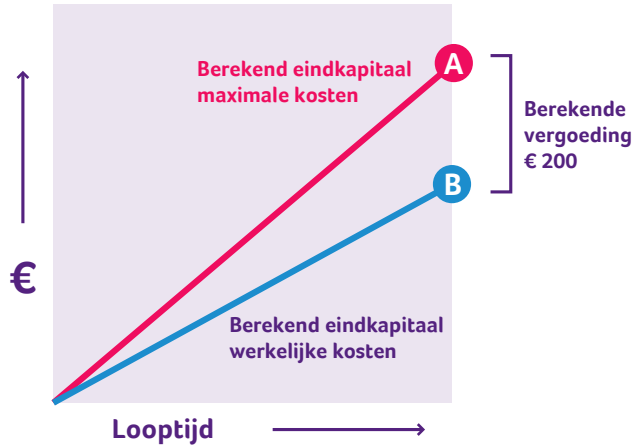 Berekend eindkapitaal
maximale kosten
A
Berekende
vergoeding
€ 200
B
€
Berekend eindkapitaal
werkelijke kosten
Looptijd